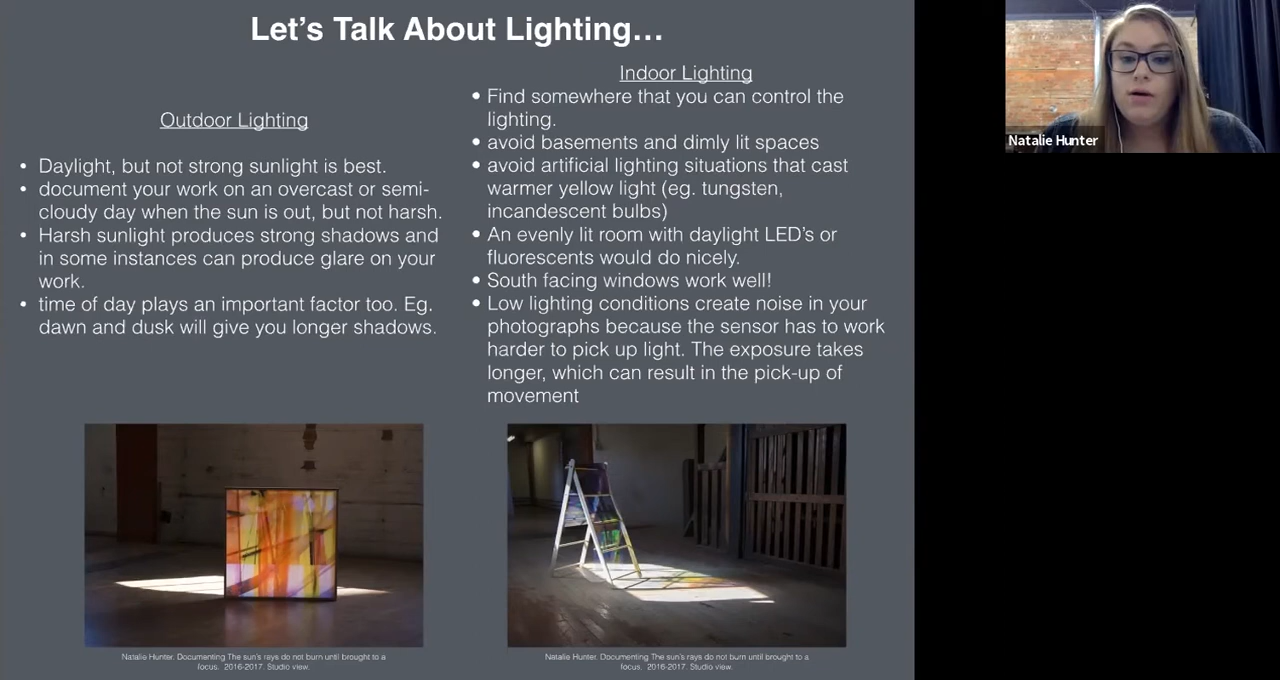 Let's Talk About Lighting…
Outdoor Lighting
• Daylight, but not strong sunlight is best.
• document your work on an overcast or semi-
cloudy day when the sun is out, but not harsh.
• Harsh sunlight produces strong shadows and
in some instances can produce glare on your
work.
• time of day plays an important factor too. Eg.
dawn and dusk will give you longer shadows.
Indoor Lighting
• Find somewhere that you can control the
lighting.
• avoid basements and dimly lit spaces
• avoid artificial lighting situations that cast
warmer yellow light (eg. tungsten,
incandescent bulbs)
• An evenly lit room with daylight LED's or
fluorescents would do nicely.
• South facing windows work well!
• Low lighting conditions create noise in your
photographs because the sensor has to work
harder to pick up light. The exposure takes
longer, which can result in the pick-up of
movement
Natalie Hunter. Documenting The sun's rays do not burn until brought to a
focus. 2016-2017. Studio view.
Natalie Hunter. Documenting The sun's rays do not burn until brought to a
focus. 2016-2017. Studio view.
Natalie Hunter